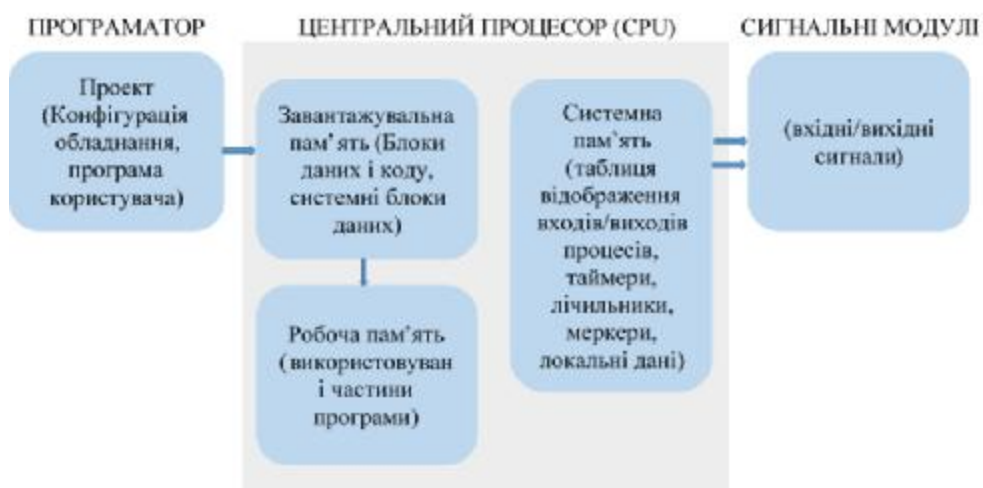 ПРОГРАМАТОР
ЦЕНТРАЛЬНИЙ ПРОЦЕСОР (CPU)
СИГНАЛЬНІ МОДУЛІ
Проект
(Конфігурація
обладнання,
програма
користувача)
Завантажувальна
пам'ять (Блоки
даних і коду,
системні блоки
даних)
Робоча пам'ять
(використовуван
і частини
програми)
Системна
пам'ять
(таблиця
відображення
входів/виходів
процесів,
таймери,
лічильники,
меркери,
локальні дані)
(вхідні/вихідні
сигнали)